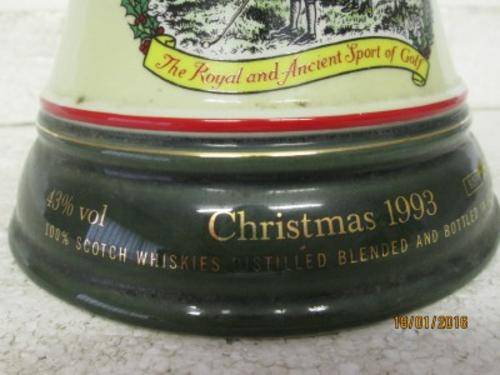 The Royal and Ancient Sport of Golf
43% vol
Christmas 1993
100% SCOTCH WHISKIES DISTILLED BLENDED AND BOTTLED
19/01/2016